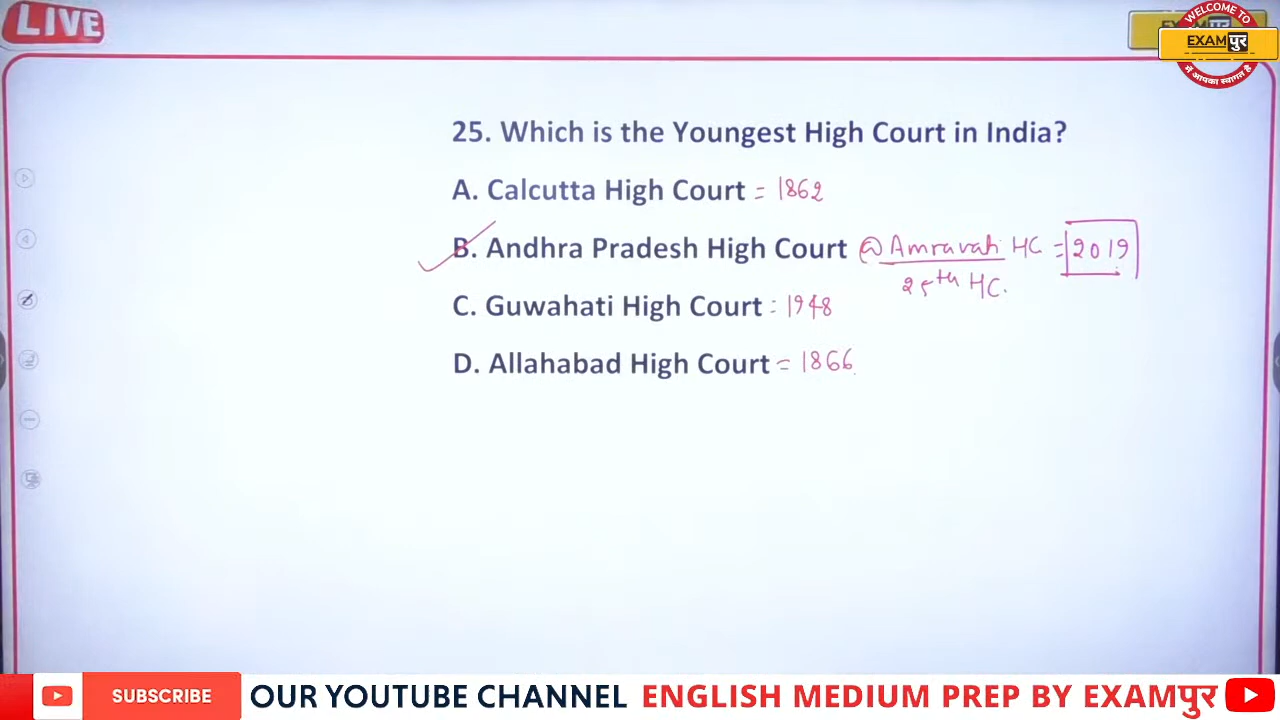 LIVE
WELCOME TO
EXAMपुर
में आपका स्वागत है
25. Which is the Youngest High Court in India?
A. Calcutta High Court = 1862
B. Andhra Pradesh High Court @ Amravati HC = 2019
25th HC.
C. Guwahati High Court = 1948
D. Allahabad High Court = 1866
SUBSCRIBE
OUR YOUTUBE CHANNEL ENGLISH MEDIUM PREP BY EXAMपुर